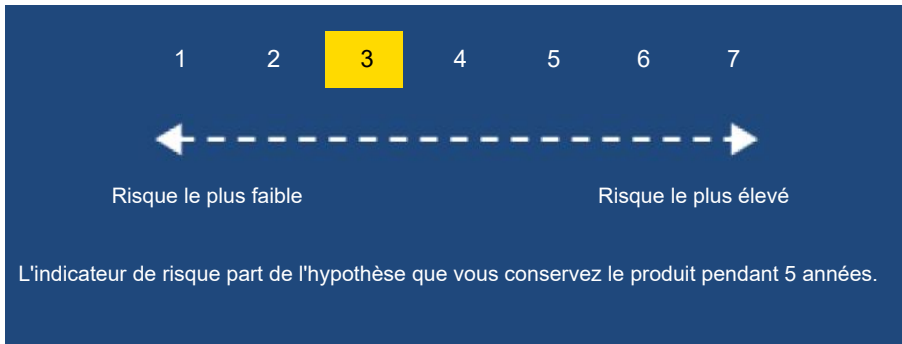 1 2 3 4 5 6 7
Risque le plus faible Risque le plus élevé
L'indicateur de risque part de l'hypothèse que vous conservez le produit pendant 5 années.